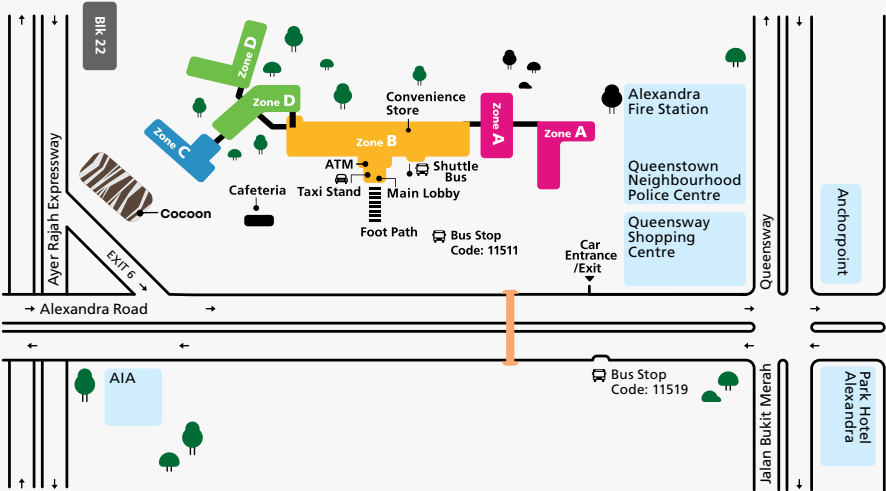 Blk 22
Zone D
Zone D
Zone C
Zone B
Zone A
Zone A
Convenience
Store
ATM
Taxi Stand
Shuttle
Bus
Main Lobby
Cafeteria
Cocoon
Foot Path
Bus Stop
Code: 11511
Car
Entrance
/Exit
Alexandra
Fire Station
Queenstown
Neighbourhood
Police Centre
Queensway
Shopping
Centre
Queensway
Anchorpoint
Ayer Rajah Expressway
EXIT 6
Alexandra Road
AIA
Bus Stop
Code: 11519
Jalan Bukit Merah
Park Hotel
Alexandra